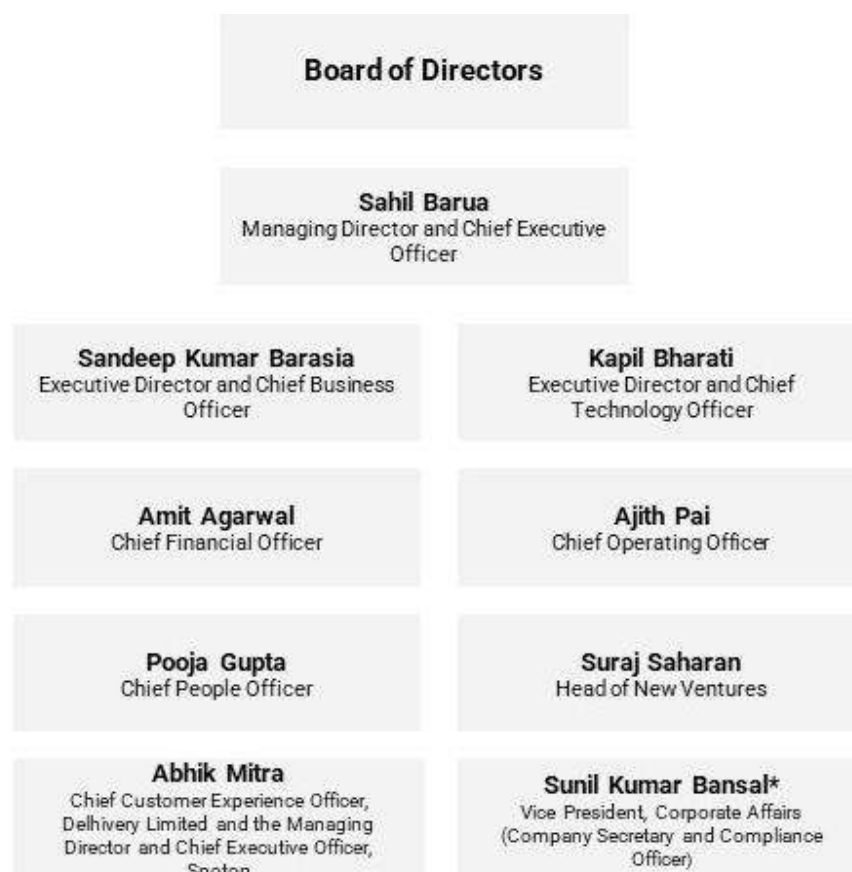 Board of Directors
Sahil Barua
Managing Director and Chief Executive
Officer
Sandeep Kumar Barasia
Executive Director and Chief Business
Officer
Kapil Bharati
Executive Director and Chief
Technology Officer
Amit Agarwal
Chief Financial Officer
Ajith Pai
Chief Operating Officer
Pooja Gupta
Chief People Officer
Suraj Saharan
Head of New Ventures
Abhik Mitra
Chief Customer Experience Officer,
Delhivery Limited and the Managing
Director and Chief Executive Officer,
Spoton
Sunil Kumar Bansal*
Vice President, Corporate Affairs
(Company Secretary and Compliance
Officer)